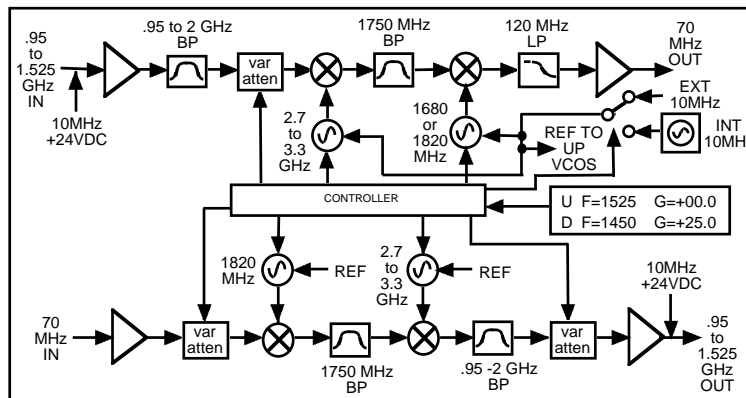 .95
to
1.525
GHz
IN
10MHz
+24VDC
.95 to 2 GHz
BP
var
atten
1750 MHz
BP
120 MHz
LP
70
MHz
OUT
2.7
to
3.3
GHz
1680
or
1820
MHz
REF TO
UP
VCOS
EXT
10MHz
INT
10MH
CONTROLLER
U F=1525 G=+00.0
D F=1450 G=+25.0
1820
MHz
REF
2.7
to
3.3
GHz
REF
10MHz
+24VDC
70
MHz
IN
var
atten
1750 MHz
BP
.95 -2 GHz
BP
var
atten
.95
to
1.525
GHz
OUT